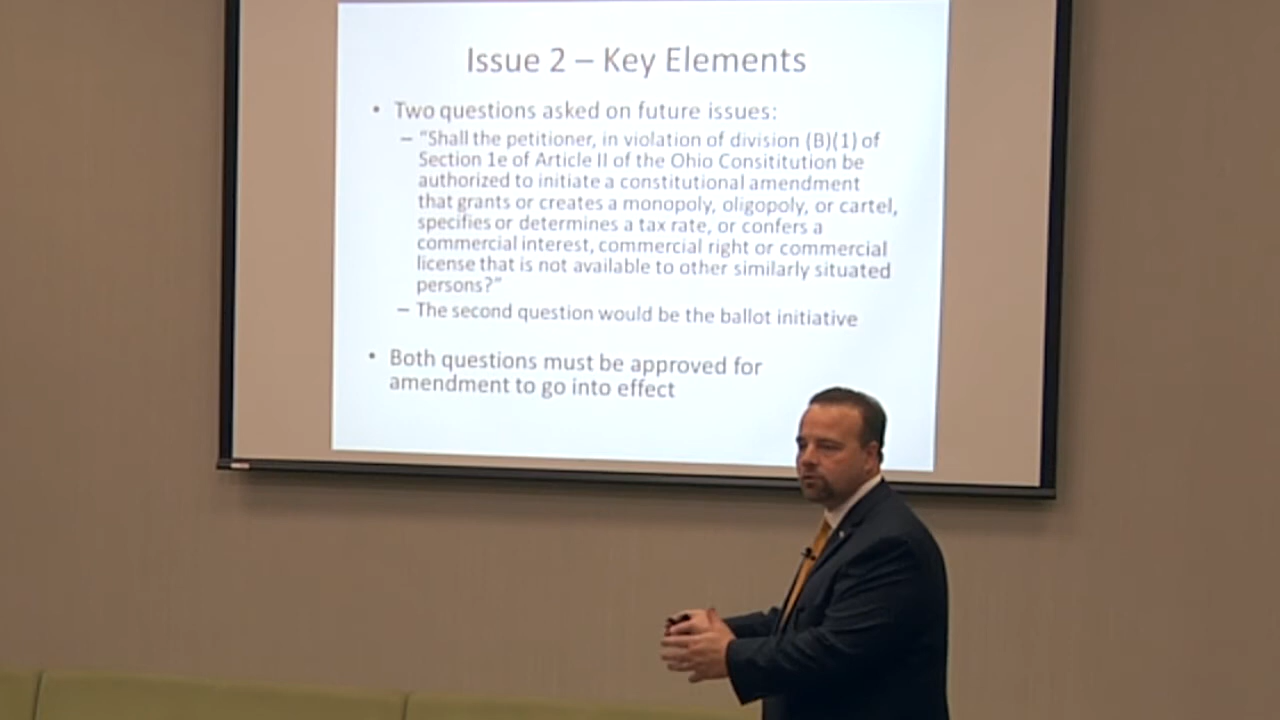 Issue 2 – Key Elements
• Two questions asked on future issues:
– "Shall the petitioner, in violation of division (B)(1) of
Section 1e of Article II of the Ohio Consititution be
authorized to initiate a constitutional amendment
that grants or creates a monopoly, oligopoly, or cartel,
specifies or determines a tax rate, or confers a
commercial interest, commercial right or commercial
license that is not available to other similarly situated
persons?"
– The second question would be the ballot initiative
• Both questions must be approved for
amendment to go into effect